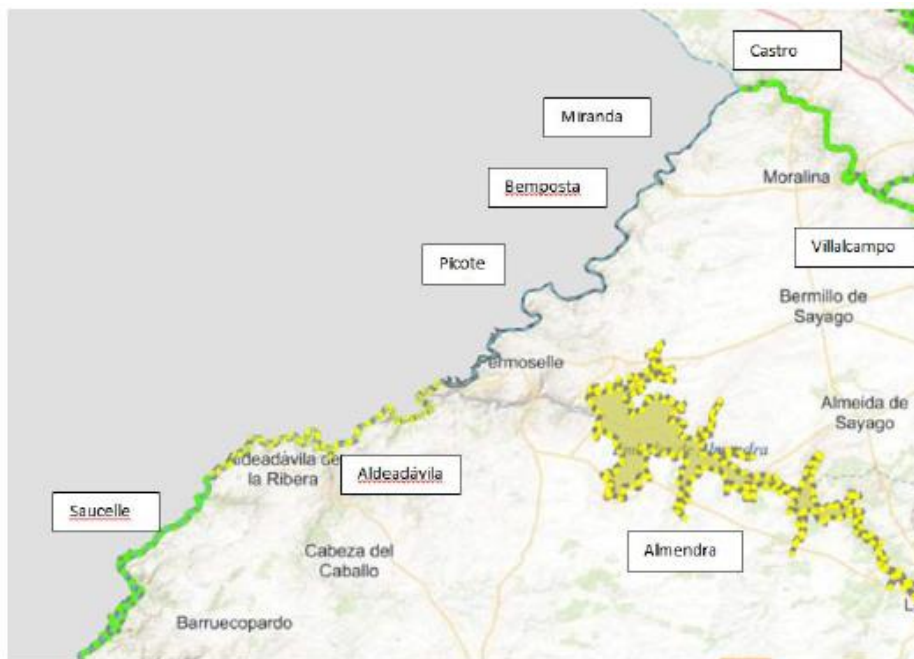 Castro
Miranda
Moralina
Bemposta
Villalcampo
Picote
Bermillo de
Sayago
Fermoselle
Almeida de
Sayago
Aldeadávila de
la Ribera
Aldeadávila
Saucelle
Almendra
Cabeza del
Caballo
Barruecopardo
L